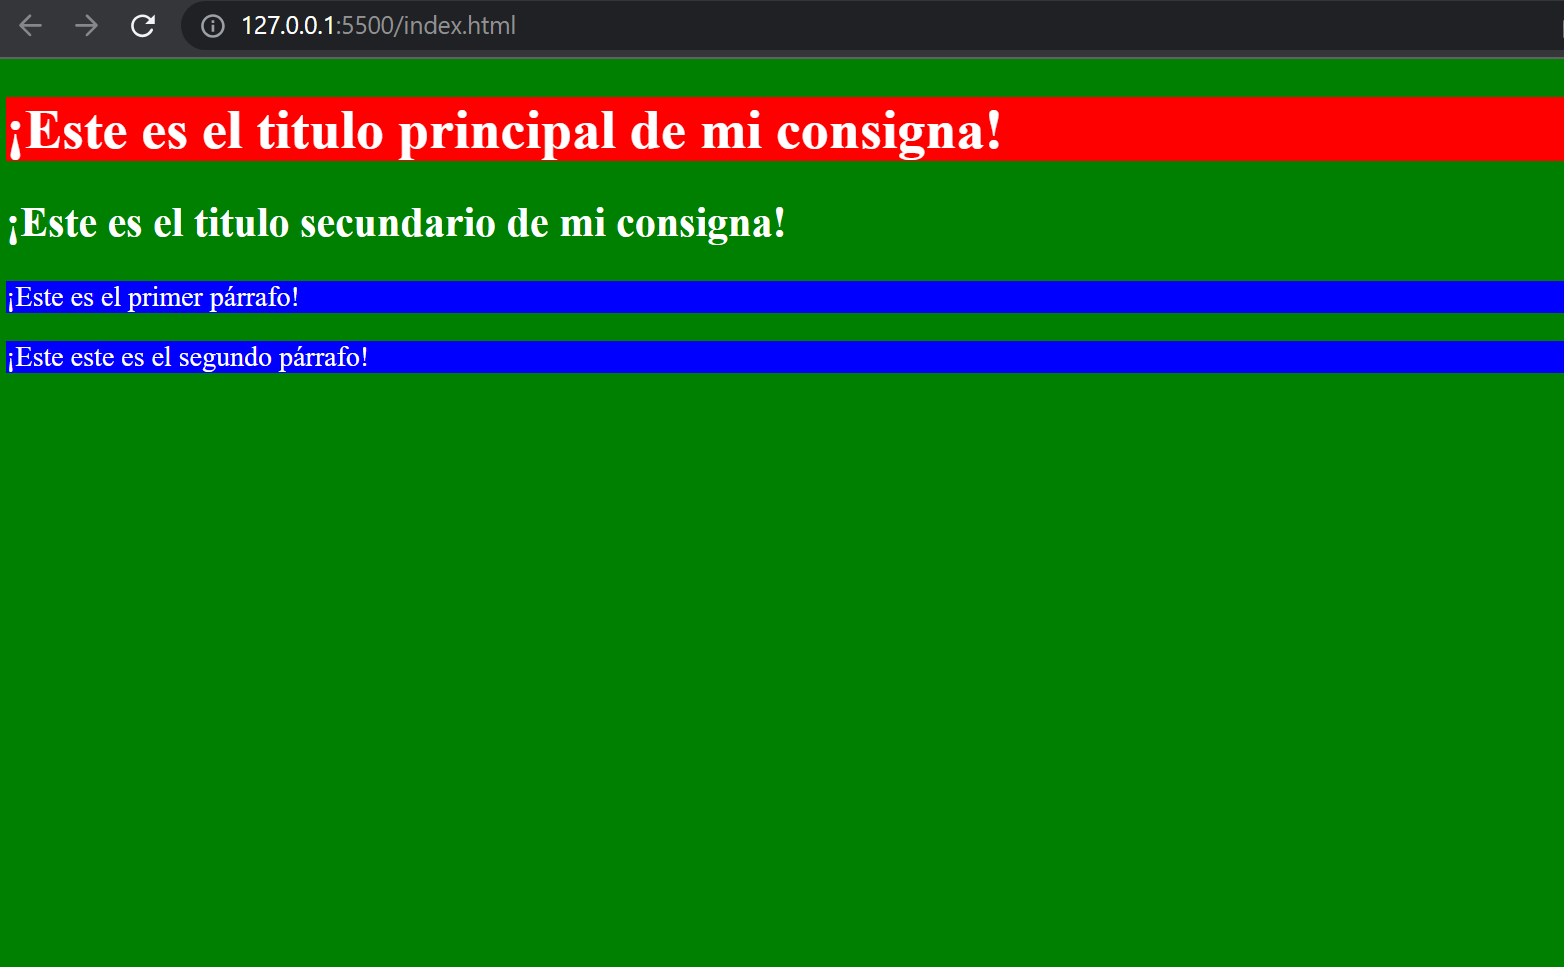 127.0.0.1:5500/index.html
¡Este es el titulo principal de mi consigna!
¡Este es el titulo secundario de mi consigna!
¡Este es el primer párrafo!
¡Este este es el segundo párrafo!